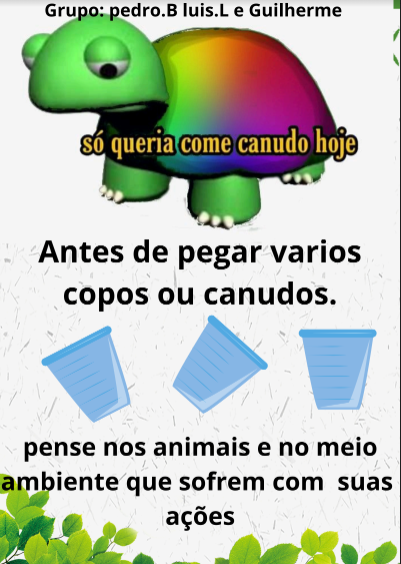 Grupo: pedro.B luis.L e Guilherme
só queria come canudo hoje
Antes de pegar varios
copos ou canudos.
pense nos animais e no meio
ambiente que sofrem com suas
ações